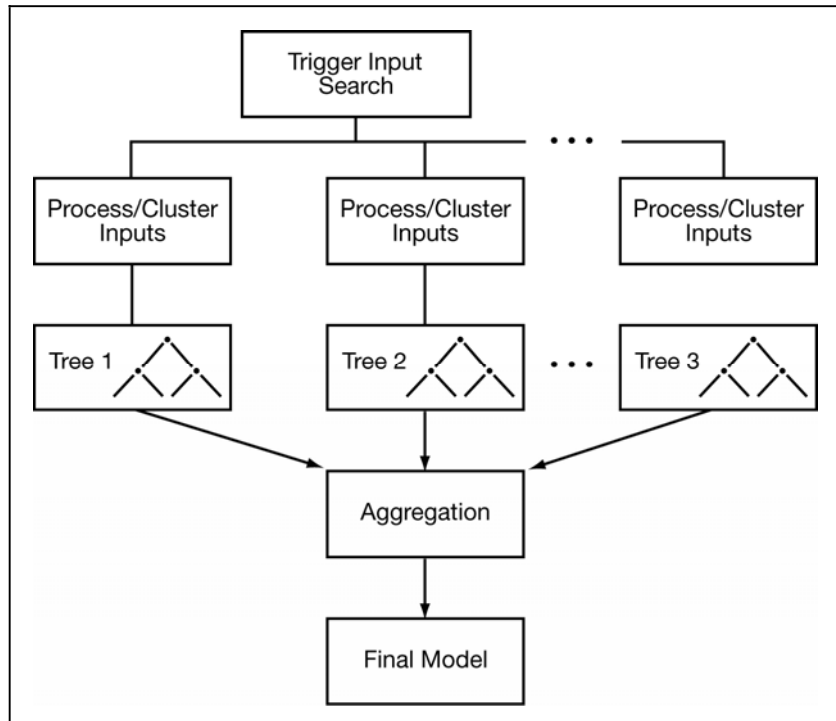 Trigger Input
Search
• • •
Process/Cluster
Inputs
Process/Cluster
Inputs
Process/Cluster
Inputs
Tree 1
Tree 2
• • •
Tree 3
Aggregation
Final Model